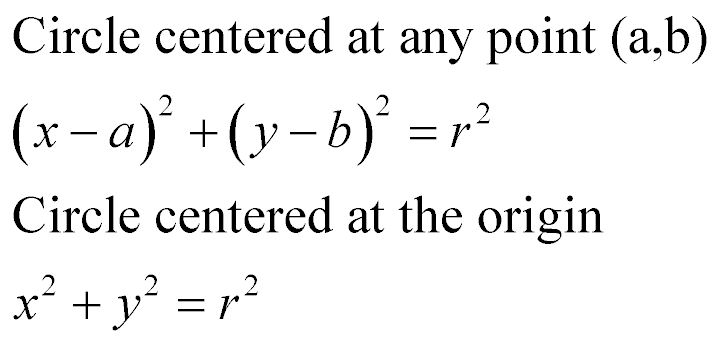 Circle centered at any point (a,b)
(x − a)² + (y − b)² = r²
Circle centered at the origin
x² + y² = r²